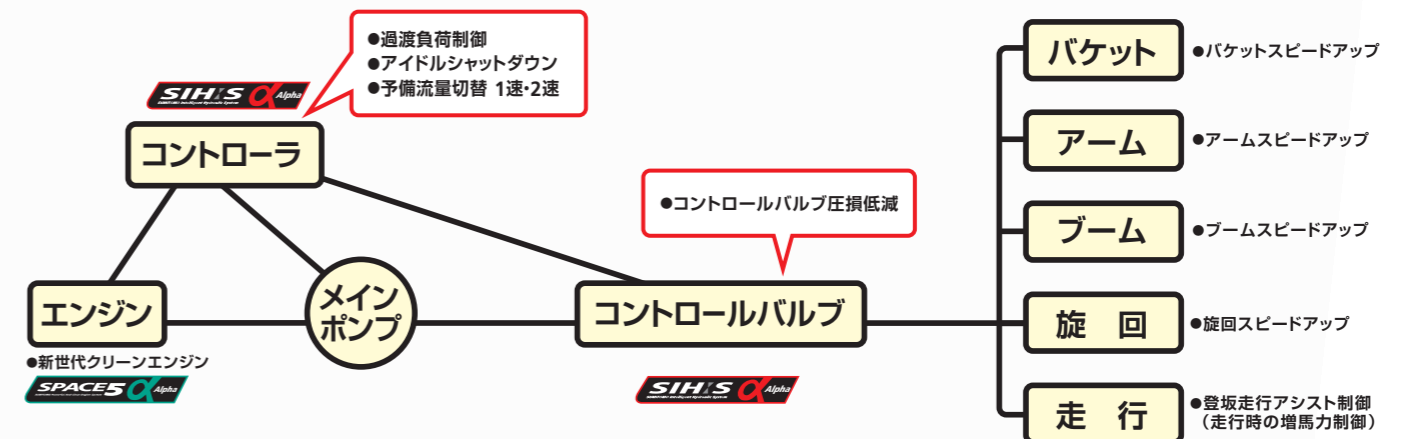 ●過渡負荷制御
●アイドルシャットダウン
●予備流量切替 1速・2速
SIH:S α Alpha
コントローラ
エンジン
●新世代クリーンエンジン
SPACE5 α Alpha
メイン
ポンプ
●コントロールバルブ圧損低減
コントロールバルブ
SIH:S α Alpha
バケット
●バケットスピードアップ
アーム
●アームスピードアップ
ブーム
●ブームスピードアップ
旋 回
●旋回スピードアップ
走 行
●登坂走行アシスト制御
（走行時の増馬力制御）